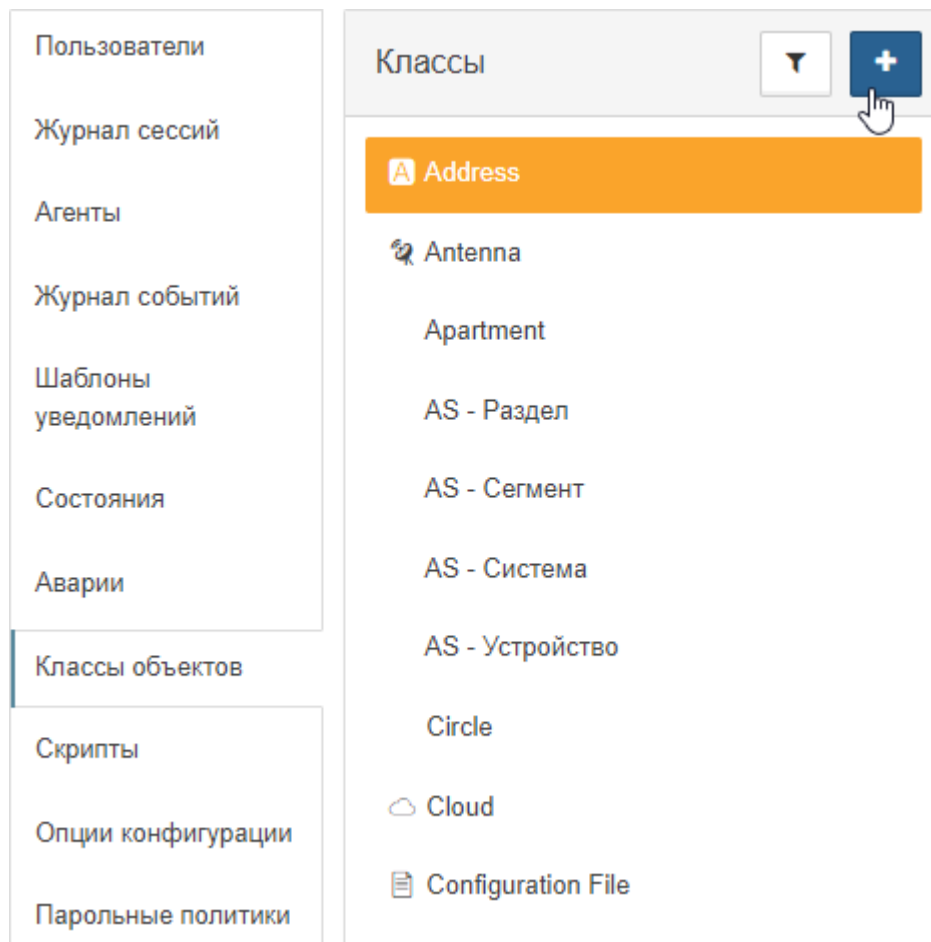 Пользователи
Журнал сессий
Агенты
Журнал событий
Шаблоны
уведомлений
Состояния
Аварии
Классы объектов
Скрипты
Опции конфигурации
Парольные политики
Классы
A Address
Antenna
Apartment
AS - Раздел
AS - Сегмент
AS - Система
AS - Устройство
Circle
Cloud
Configuration File